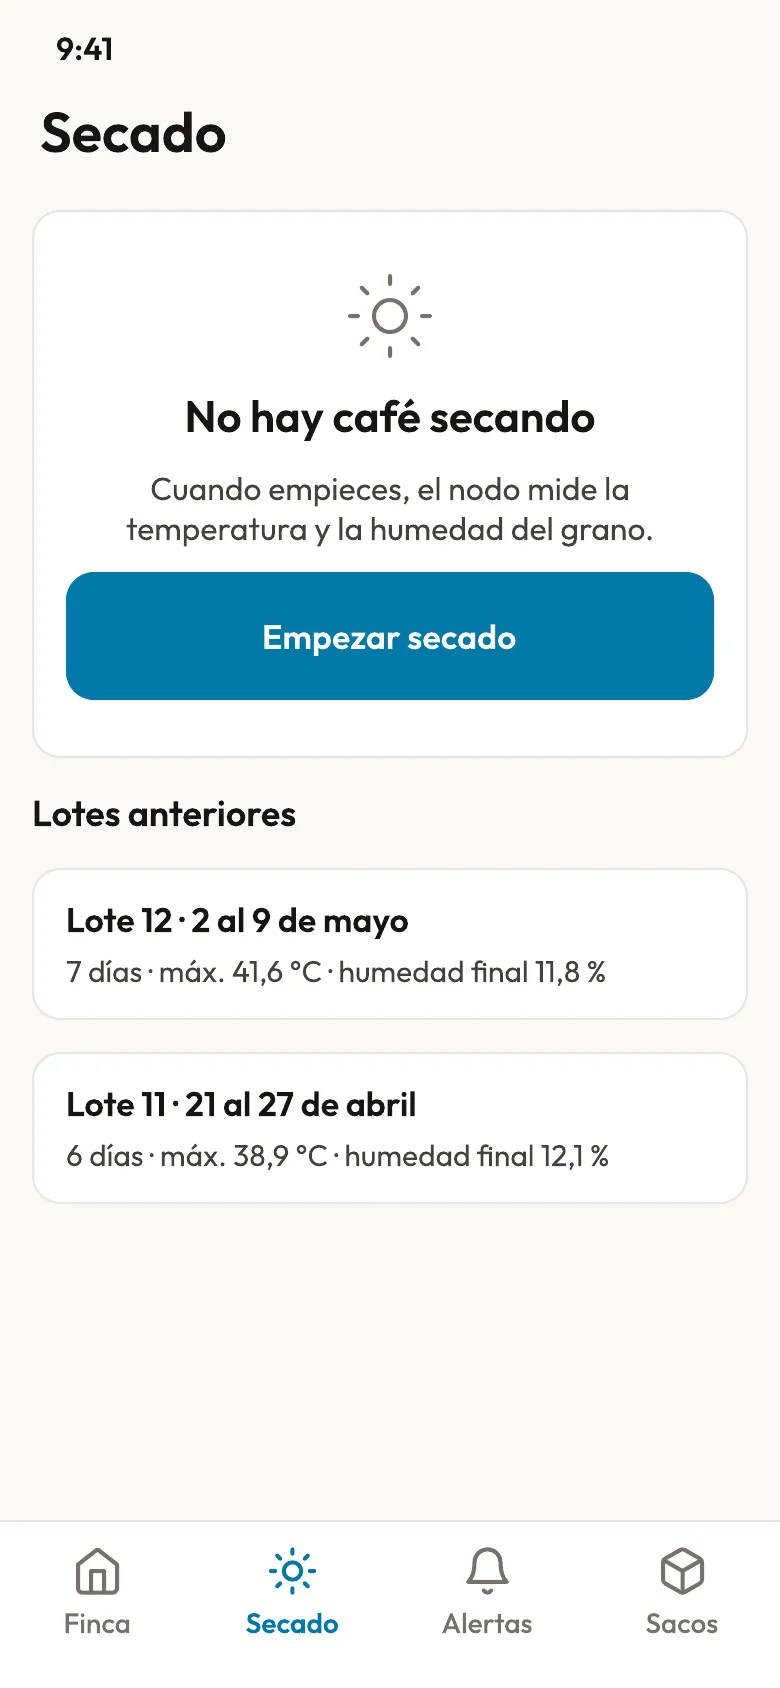 9:41
Secado
No hay café secando
Cuando empieces, el nodo mide la
temperatura y la humedad del grano.
Empezar secado
Lotes anteriores
Lote 12 · 2 al 9 de mayo
7 días · máx. 41,6 °C · humedad final 11,8 %
Lote 11 · 21 al 27 de abril
6 días · máx. 38,9 °C · humedad final 12,1 %
Finca
Secado
Alertas
Sacos